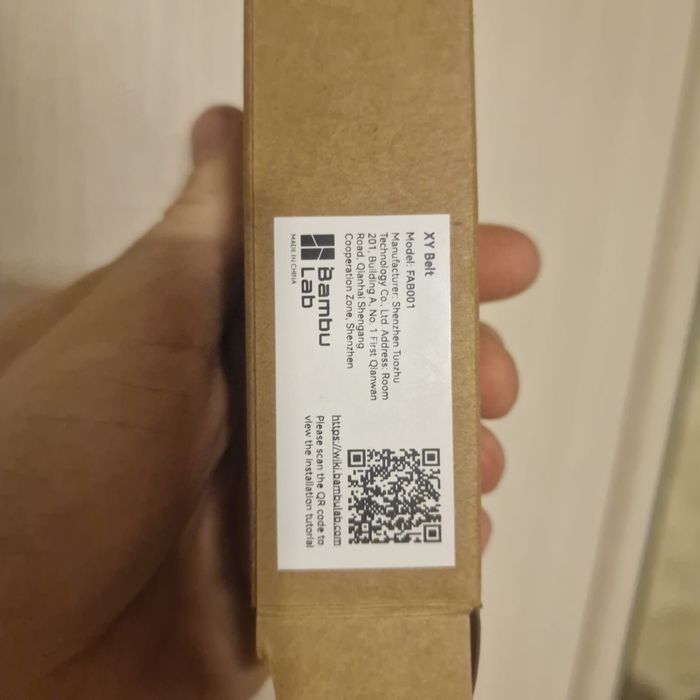 XY Belt
Model: FAB001
Manufacturer: Shenzhen Tuozhu
Technology Co., Ltd Address: Room
201, Building A, No. 1 First Qianwan
Road, Qianhai Shengang
Cooperation Zone, Shenzhen
Bambu
Lab
MADE IN CHINA
https://wiki.bambulab.com
Please scan the QR code to
view the installation tutorial